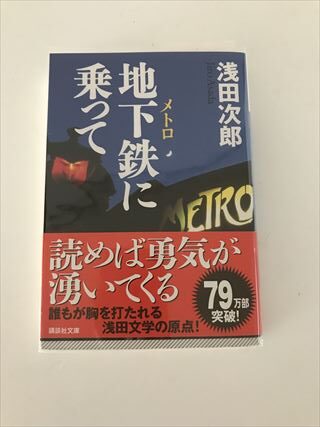 浅田次郎
Jiro Asada
メトロ
地下鉄に
乗って
METRO
読めば勇気が
湧いてくる
誰もが胸を打たれる
浅田文学の原点!
79万部
突破!
講談社文庫